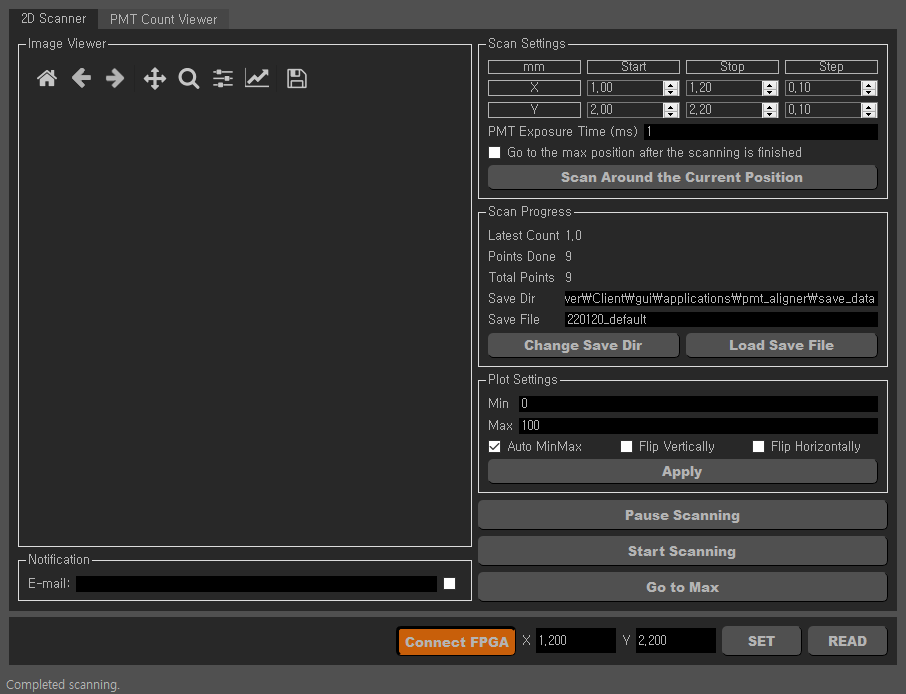 2D Scanner PMT Count Viewer
Image Viewer
Scan Settings
mm Start Stop Step
X 1,00 1,20 0,10
Y 2,00 2,20 0,10
PMT Exposure Time (ms) 1
Go to the max position after the scanning is finished
Scan Around the Current Position
Scan Progress
Latest Count 1,0
Points Done 9
Total Points 9
Save Dir ver₩Client₩gui₩applications₩pmt_aligner₩save_data
Save File 220120_default
Change Save Dir Load Save File
Plot Settings
Min 0
Max 100
Auto MinMax Flip Vertically Flip Horizontally
Apply
Pause Scanning
Start Scanning
Go to Max
Notification
E-mail:
Connect FPGA X 1,200 Y 2,200 SET READ
Completed scanning.